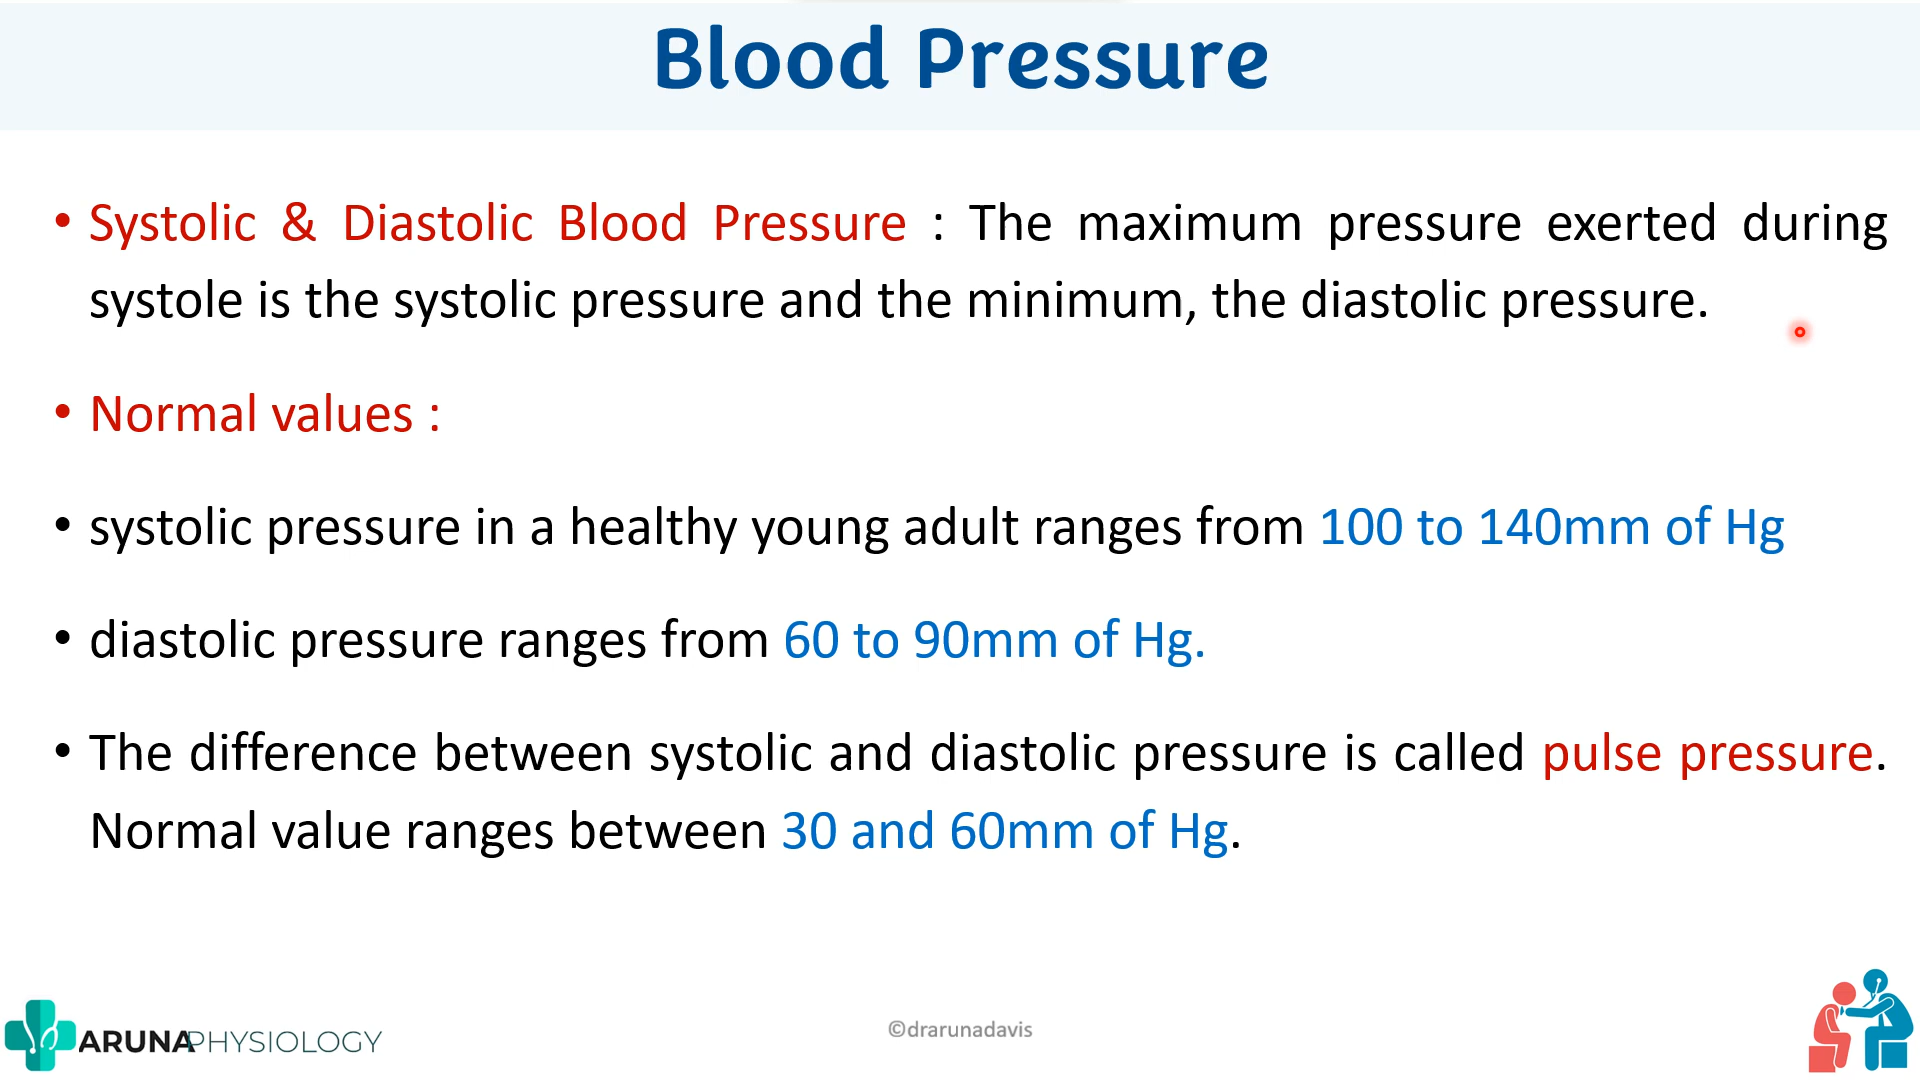 Blood Pressure
• Systolic & Diastolic Blood Pressure : The maximum pressure exerted during
systole is the systolic pressure and the minimum, the diastolic pressure.
• Normal values :
• systolic pressure in a healthy young adult ranges from 100 to 140mm of Hg
• diastolic pressure ranges from 60 to 90mm of Hg.
• The difference between systolic and diastolic pressure is called pulse pressure.
Normal value ranges between 30 and 60mm of Hg.
ARUNAPHYSIOLOGY
©drarunadavis